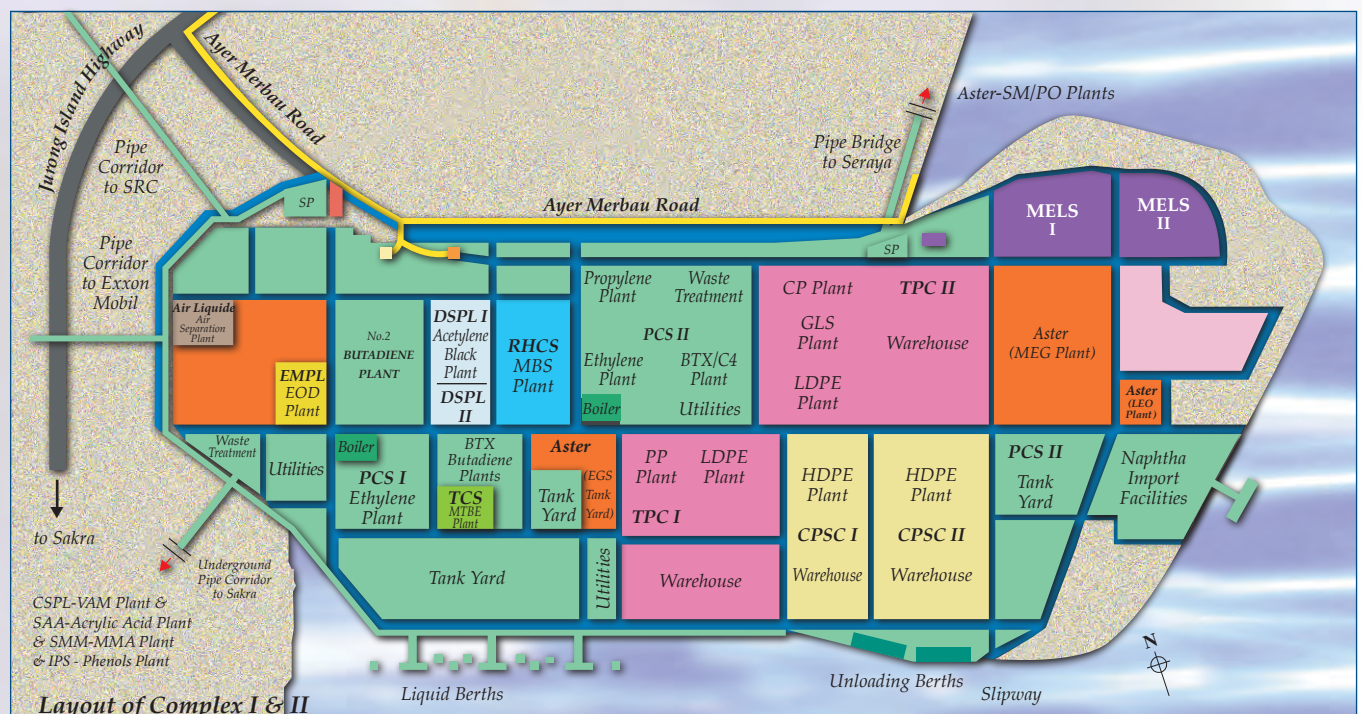 Jurong Island Highway
Ayer Merbau Road
Pipe
Corridor
to SRC
Pipe
Corridor
to Exxon
Mobil
SP
Ayer Merbau Road
Pipe Bridge
to Seraya
Aster-SM/PO Plants
SP
MELS
I
MELS
II
Air Liquide
Air
Separation
Plant
EMPL
EOD
Plant
No.2
BUTADIENE
PLANT
DSPL I
Acetylene
Black
Plant
DSPL
II
RHCS
MBS
Plant
Propylene
Plant
Waste
Treatment
PCS II
Ethylene
Plant
BTX/C4
Plant
Boiler
Utilities
CP Plant
TPC II
GLS
Plant
Warehouse
LDPE
Plant
Aster
(MEG Plant)
Aster
(LEO
Plant)
Waste
Treatment
Utilities
Boiler
PCS I
Ethylene
Plant
BTX
Butadiene
Plants
TCS
MTBE
Plant
Aster
(EGS
Tank
Yard)
Tank
Yard
PP
Plant
LDPE
Plant
TPC I
HDPE
Plant
CPSC I
Warehouse
HDPE
Plant
CPSC II
Warehouse
PCS II
Tank
Yard
Naphtha
Import
Facilities
to Sakra
Underground
Pipe Corridor
to Sakra
Tank Yard
Utilities
Warehouse
CSPL-VAM Plant &
SAA-Acrylic Acid Plant
& SMM-MMA Plant
& IPS - Phenols Plant
Liquid Berths
Unloading Berths
Slipway
N
Layout of Complex I & II